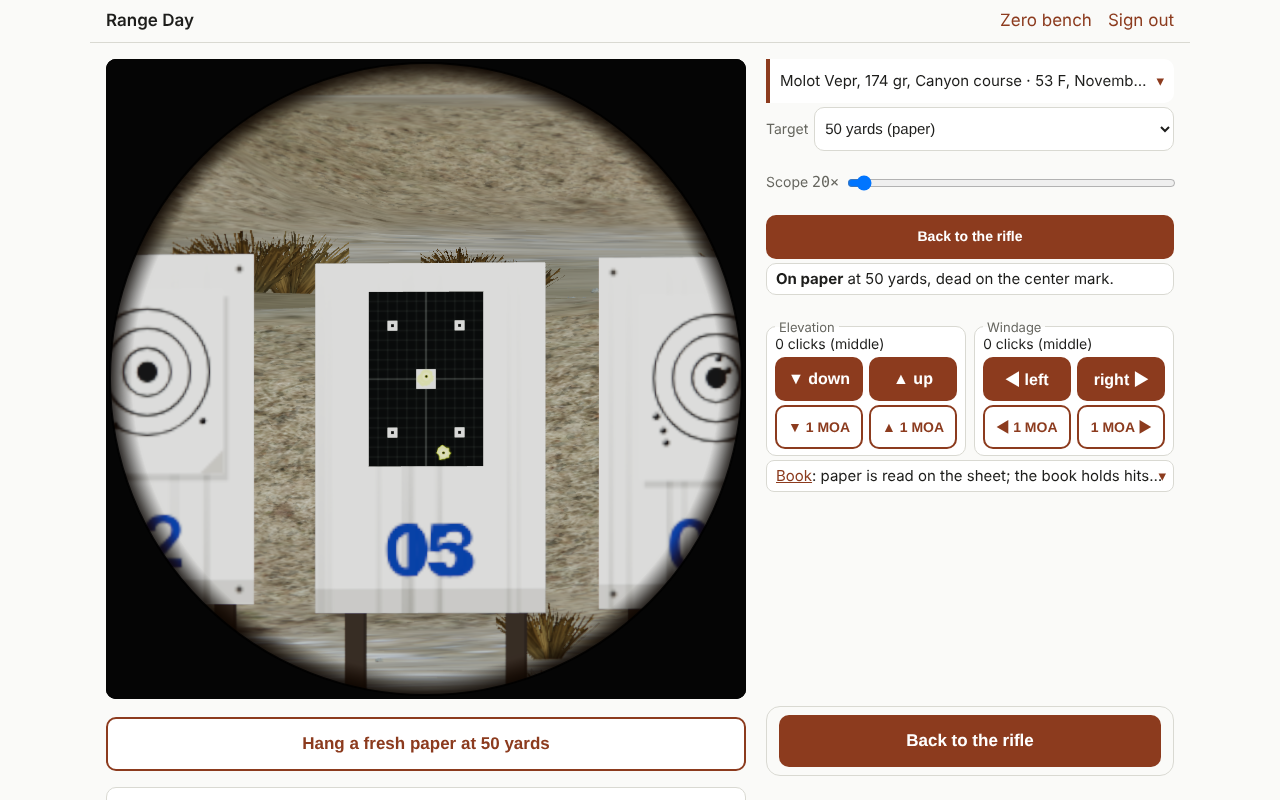 Range Day
Zero bench
Sign out
Molot Vepr, 174 gr, Canyon course · 53 F, Novemb... ▼
Target
50 yards (paper)
Scope 20×
Back to the rifle
On paper at 50 yards, dead on the center mark.
Elevation
0 clicks (middle)
▼ down
▲ up
▼ 1 MOA
▲ 1 MOA
Windage
0 clicks (middle)
◀ left
right ▶
◀ 1 MOA
1 MOA ▶
Book: paper is read on the sheet; the book holds hits...▼
2
Hang a fresh paper at 50 yards
Back to the rifle